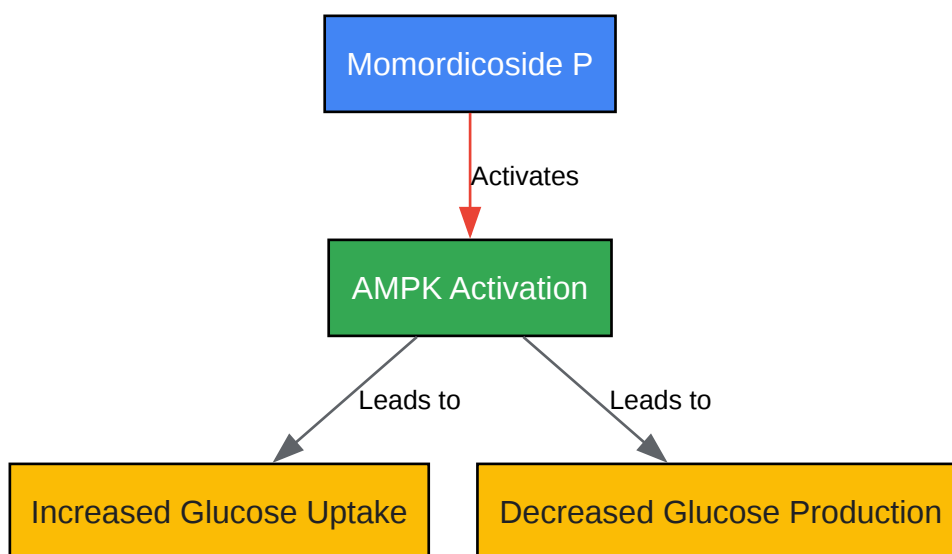 Momordicoside P
Activates
AMPK Activation
Leads to
Leads to
Increased Glucose Uptake
Decreased Glucose Production